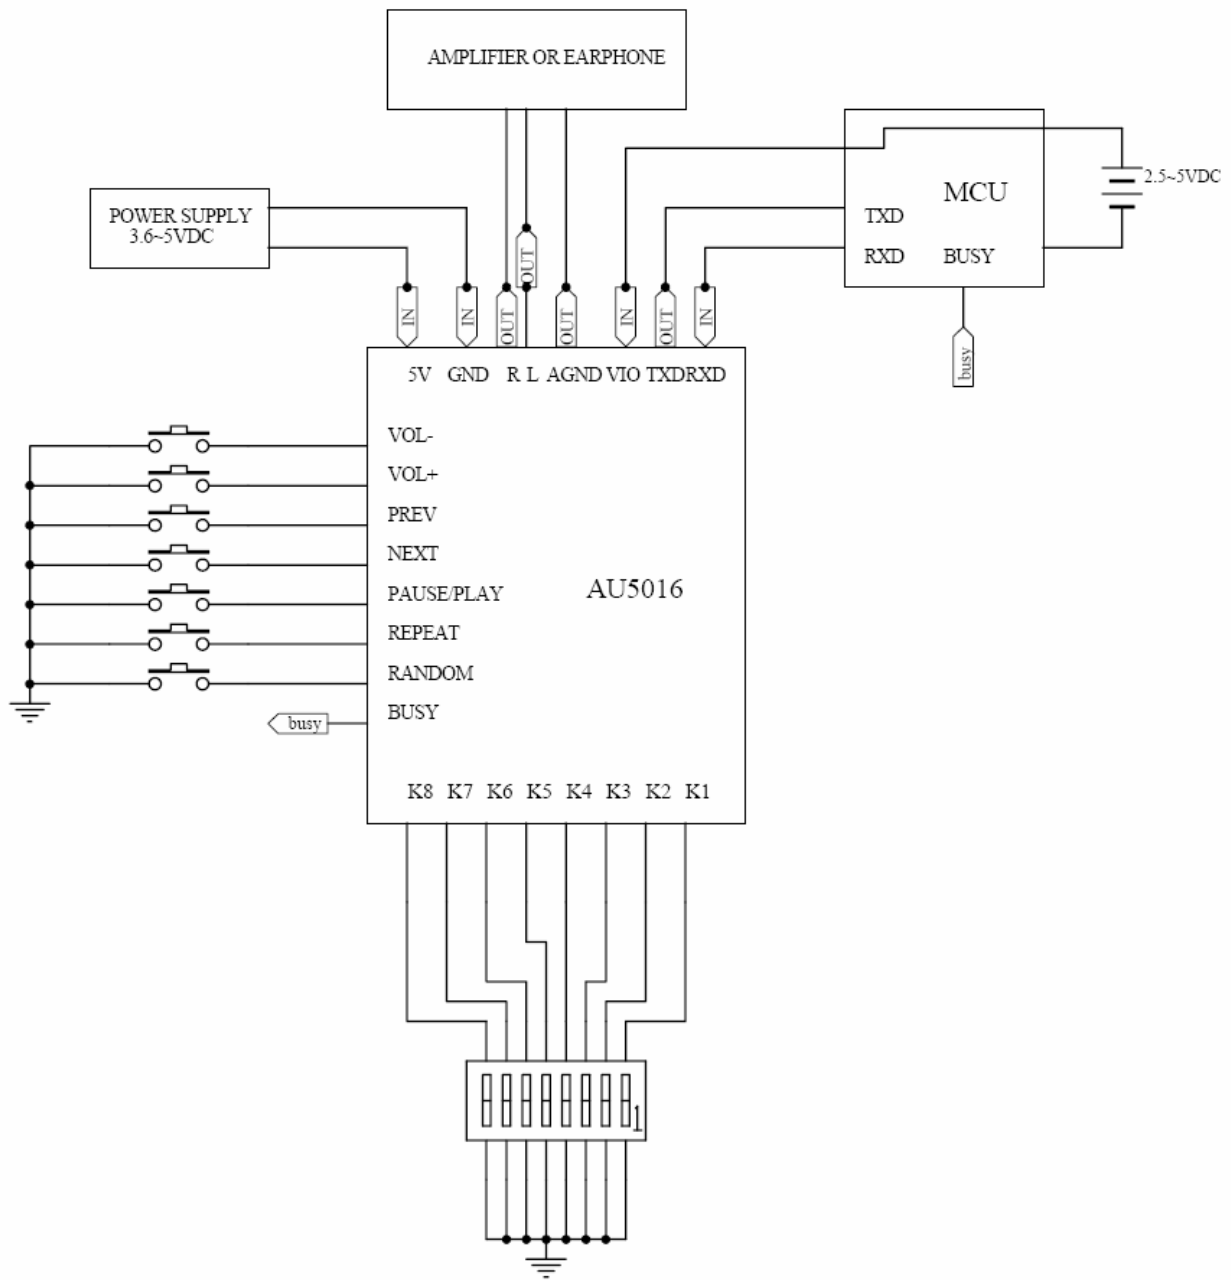 AMPLIFIER OR EARPHONE
MCU
2.5~5VDC
TXD
RXD BUSY
busy
POWER SUPPLY
3.6~5VDC
OUT
IN IN OUT OUT IN OUT IN
5V GND R L AGND VIO TXD RXD
VOL-
VOL+
PREV
NEXT
PAUSE/PLAY
AU5016
REPEAT
RANDOM
BUSY
busy
K8 K7 K6 K5 K4 K3 K2 K1
1